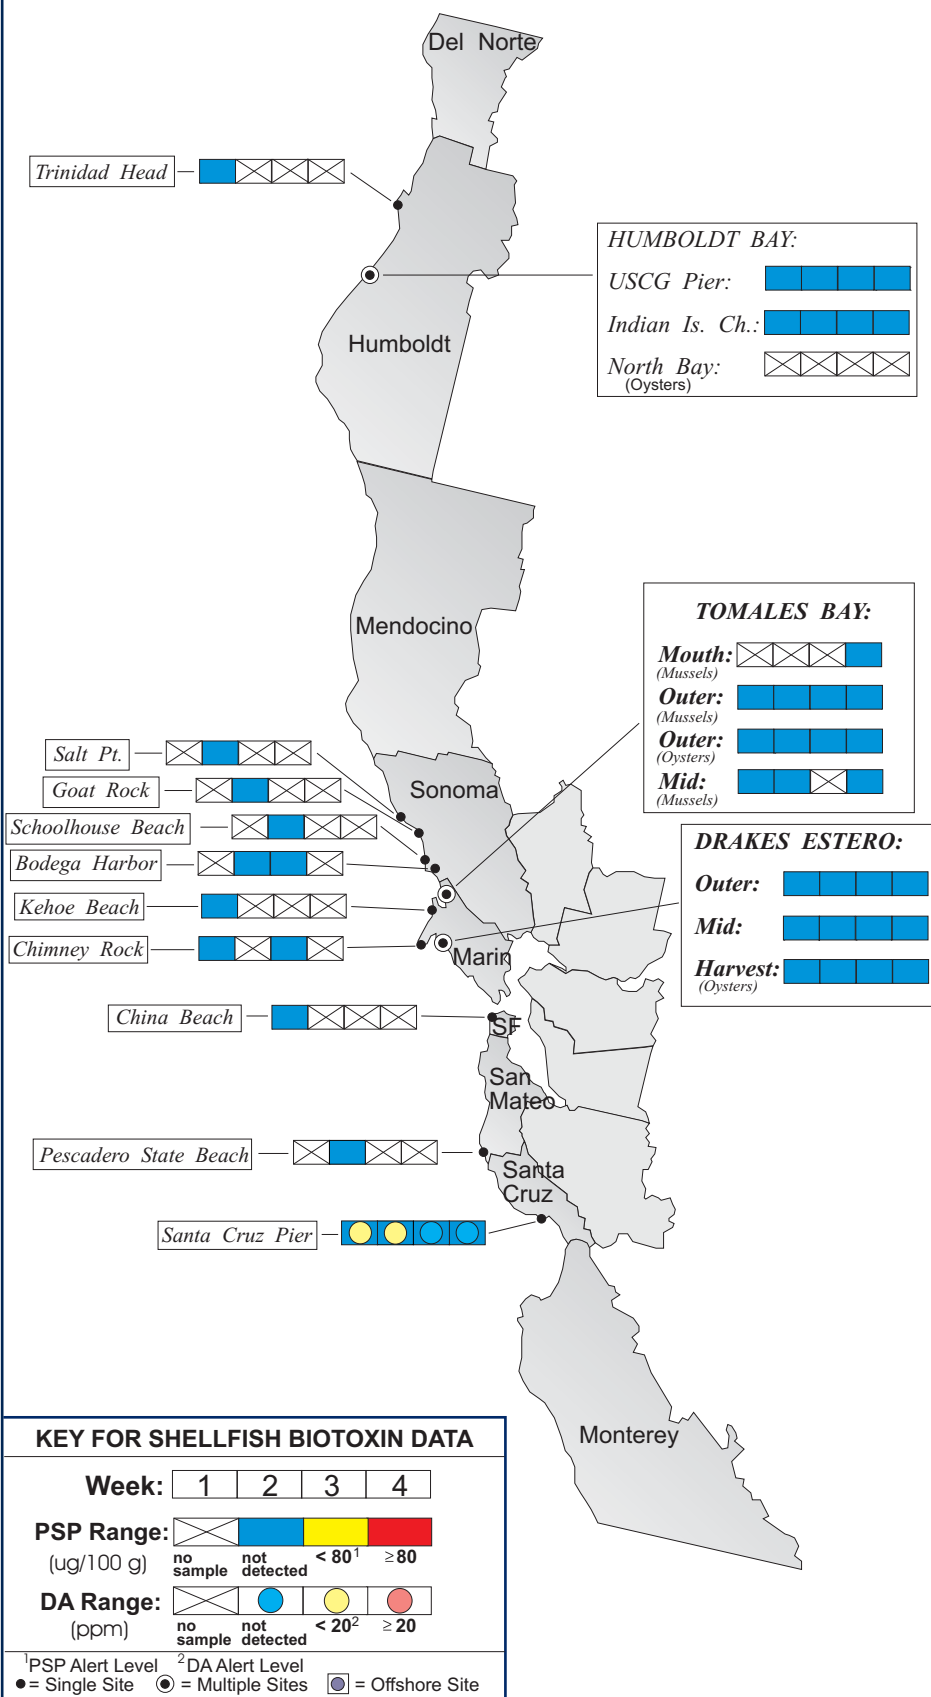 Del Norte
Trinidad Head
HUMBOLDT BAY:
USCG Pier:
Indian Is. Ch.:
North Bay:
(Oysters)
Humboldt
Mendocino
TOMALES BAY:
Mouth:
(Mussels)
Outer:
(Mussels)
Outer:
(Oysters)
Mid:
(Mussels)
Salt Pt.
Goat Rock
Schoolhouse Beach
Bodega Harbor
Kehoe Beach
Chimney Rock
Sonoma
DRAKES ESTERO:
Outer:
Mid:
Harvest:
(Oysters)
Marin
China Beach
SF
San
Mateo
Pescadero State Beach
Santa
Cruz
Santa Cruz Pier
Monterey
KEY FOR SHELLFISH BIOTOXIN DATA
Week: 1 2 3 4
PSP Range:
(ug/100 g)
no sample not detected < 80¹ ≥80
DA Range:
(ppm)
no sample not detected < 20² ≥ 20
¹PSP Alert Level ²DA Alert Level
= Single Site = Multiple Sites = Offshore Site